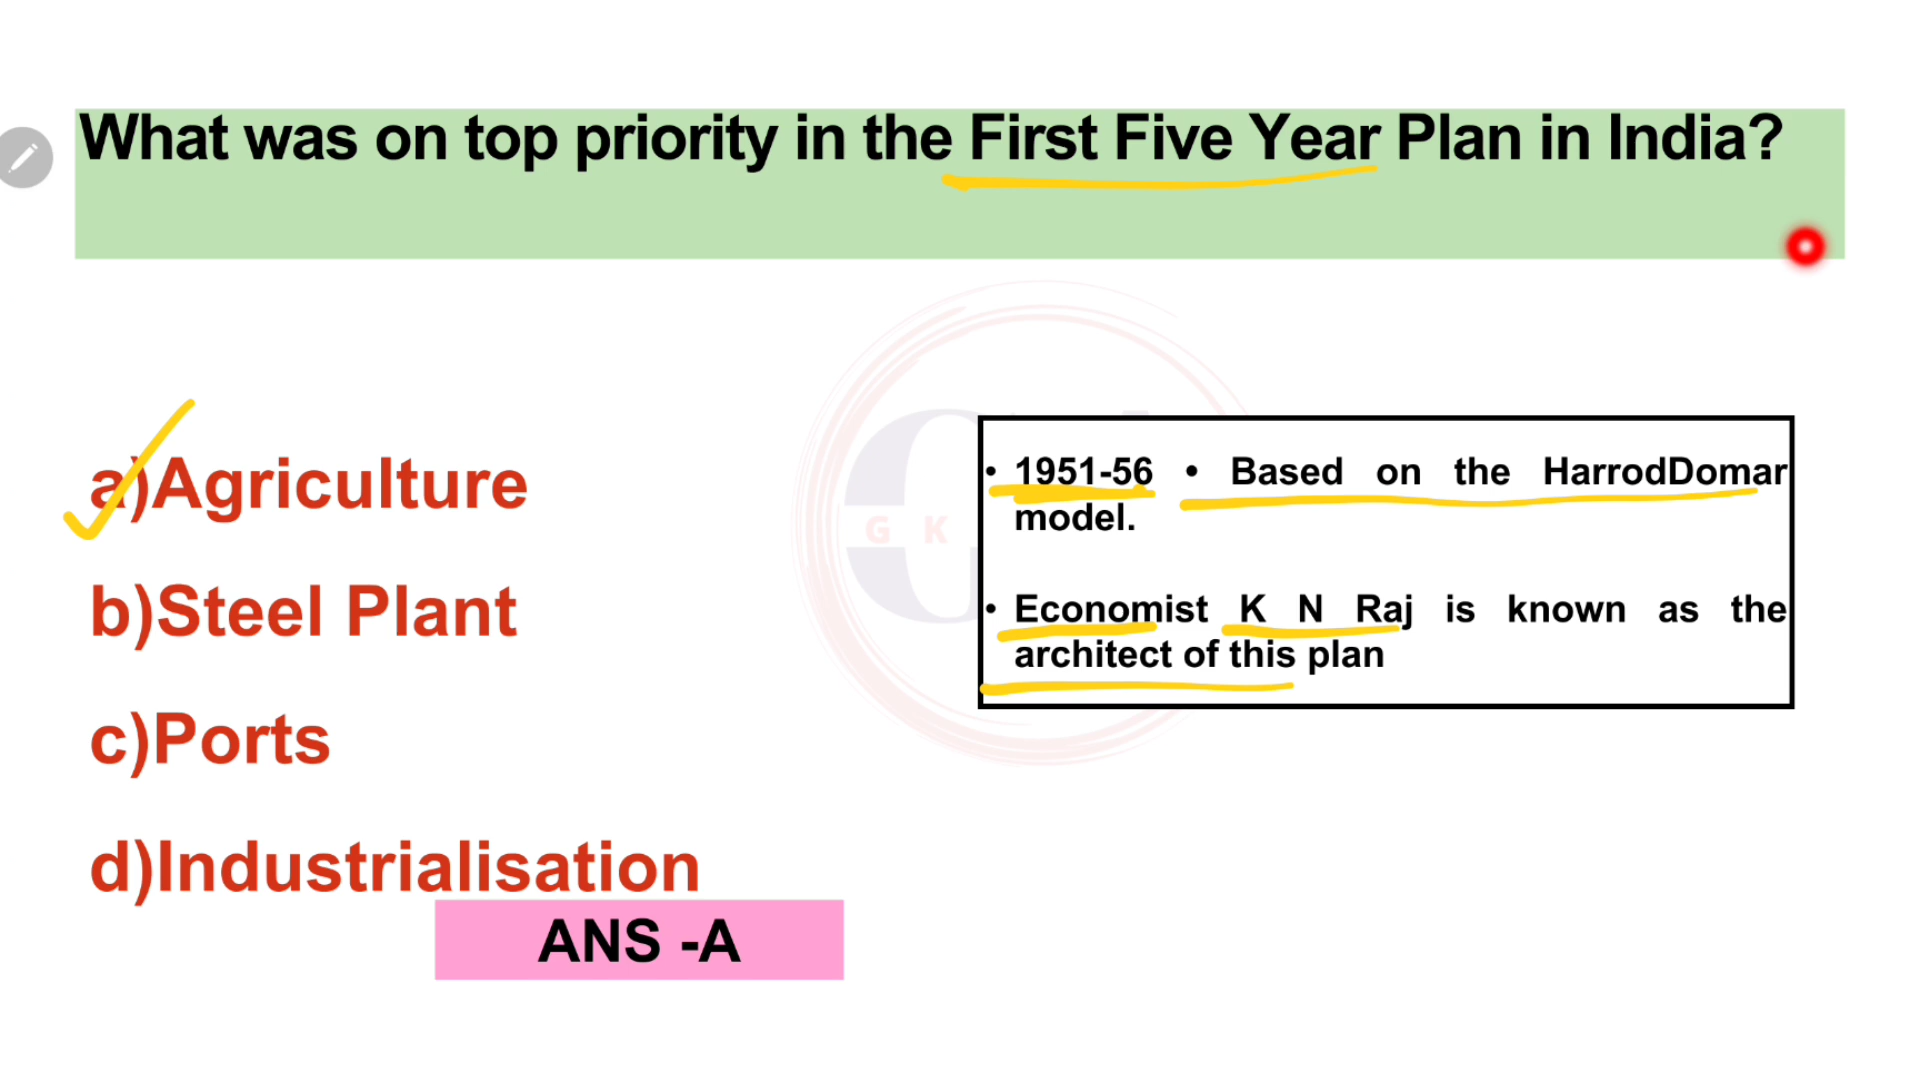 What was on top priority in the First Five Year Plan in India?
a)Agriculture
b)Steel Plant
c)Ports
d)Industrialisation
ANS -A
• 1951-56 • Based on the HarrodDomar
model.
• Economist K N Raj is known as the
architect of this plan
G K